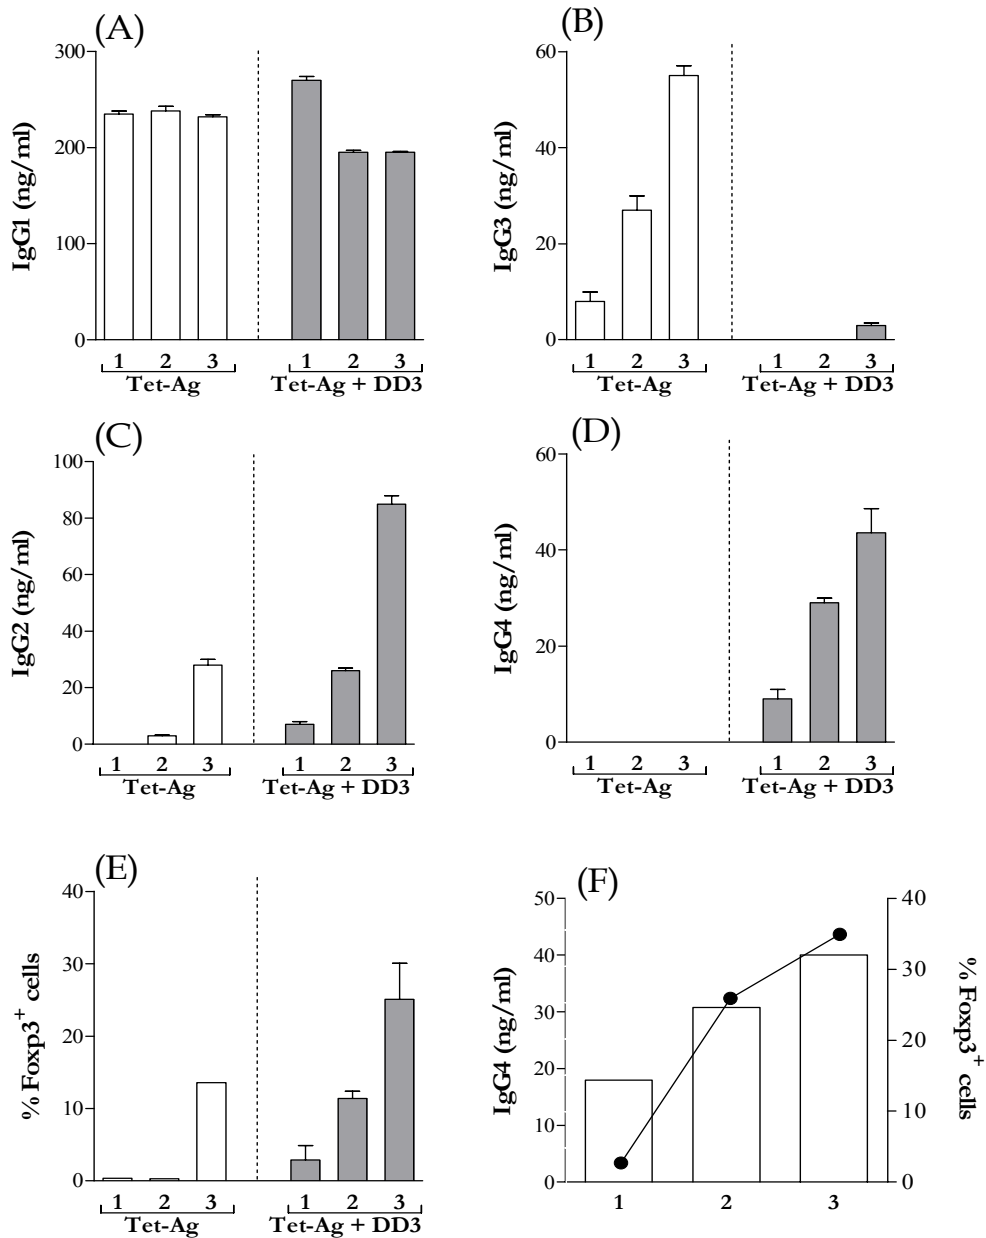 (A)
300
200
100
0
IgG1 (ng/ml)
1 2 3 1 2 3
Tet-Ag Tet-Ag + DD3
(B)
60
40
20
0
IgG3 (ng/ml)
1 2 3 1 2 3
Tet-Ag Tet-Ag + DD3
(C)
100
80
60
40
20
0
IgG2 (ng/ml)
1 2 3 1 2 3
Tet-Ag Tet-Ag + DD3
(D)
60
40
20
0
IgG4 (ng/ml)
1 2 3 1 2 3
Tet-Ag Tet-Ag + DD3
(E)
40
30
20
10
0
% Foxp3+ cells
1 2 3 1 2 3
Tet-Ag Tet-Ag + DD3
(F)
50
40
30
20
10
0
IgG4 (ng/ml)
40
30
20
10
0
% Foxp3+ cells
1 2 3